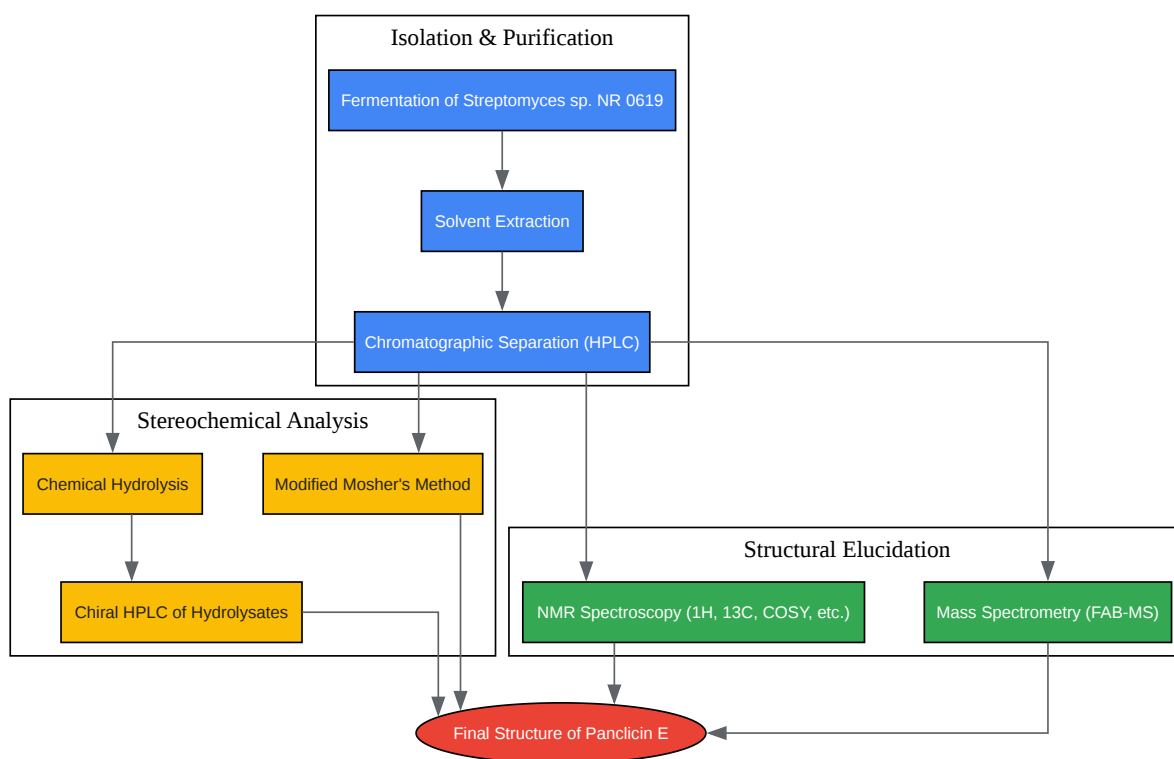 Isolation & Purification
Fermentation of Streptomyces sp. NR 0619
Solvent Extraction
Chromatographic Separation (HPLC)
Stereochemical Analysis
Chemical Hydrolysis
Modified Mosher's Method
Chiral HPLC of Hydrolysates
Structural Elucidation
NMR Spectroscopy (1H, 13C, COSY, etc.)
Mass Spectrometry (FAB-MS)
Final Structure of Panclicin E